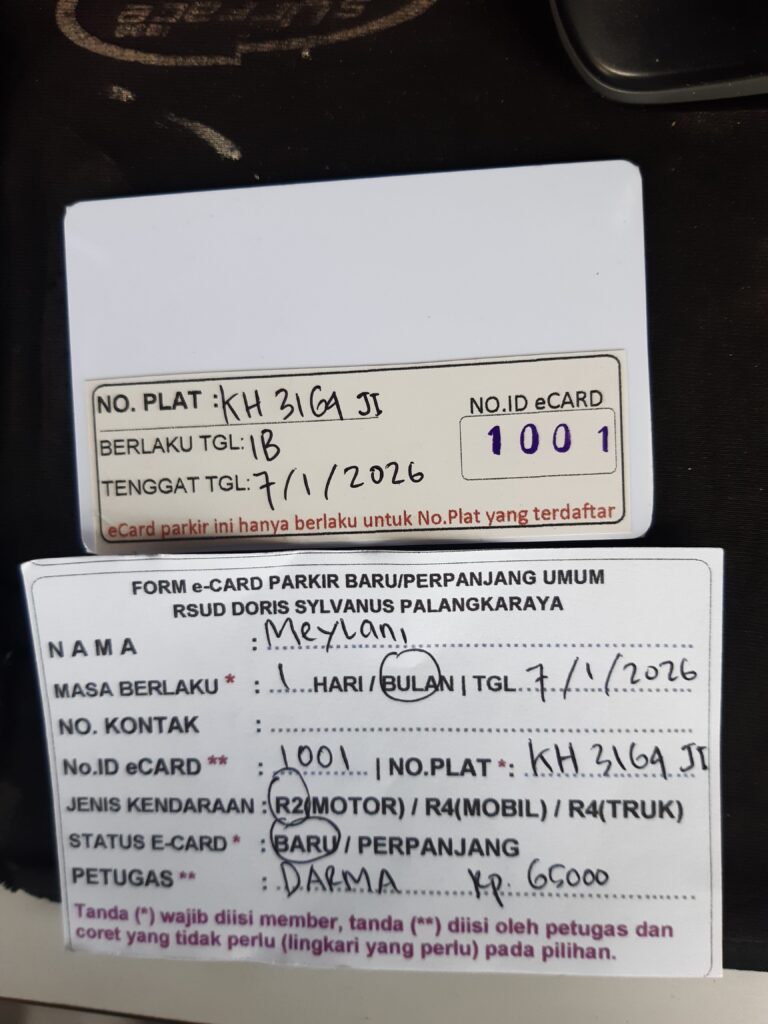 surface
NO. PLAT : KH 3169 JI
NO.ID eCARD
BERLAKU TGL: 1B
1001
TENGGAT TGL: 7/1/2026
eCard parkir ini hanya berlaku untuk No.Plat yang terdaftar
FORM e-CARD PARKIR BARU/PERPANJANG UMUM
RSUD DORIS SYLVANUS PALANGKARAYA
NAMA : Meylani
MASA BERLAKU * : 1 HARI / BULAN | TGL 7/1/2026
NO. KONTAK :
No.ID eCARD ** : 1001 | NO.PLAT *: KH 3169 JI
JENIS KENDARAAN : R2(MOTOR) / R4(MOBIL) / R4(TRUK)
STATUS E-CARD * : BARU / PERPANJANG
PETUGAS ** : DARMA Rp. 65000
Tanda (*) wajib diisi member, tanda (**) diisi oleh petugas dan
coret yang tidak perlu (lingkari yang perlu) pada pilihan.